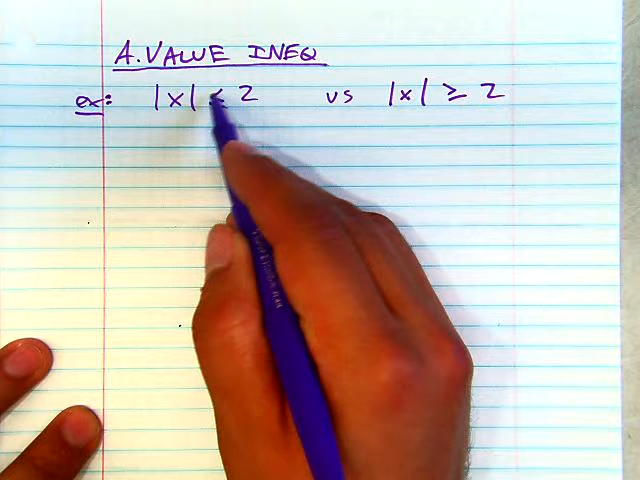 A.VALUE INEQ
ex: |x| < 2 vs |x| ≥ 2